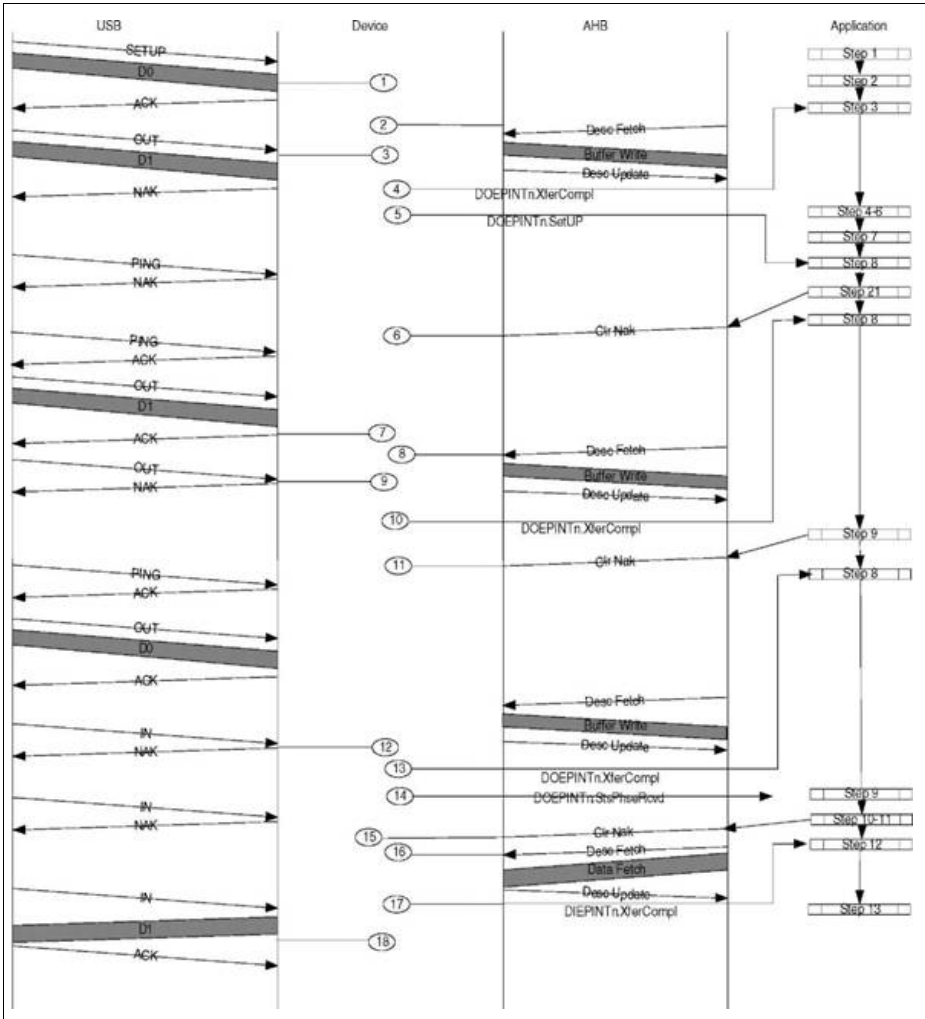 USB Device AHB Application
SETUP
Step 1
D0
1
Step 2
ACK
Step 3
2
Desc Fetch
OUT
D1
3
Buffer Write
Desc Update
NAK
4
DOEPINTn.XferCompl
5
DOEPINTn.SetUP
Step 4-6
Step 7
PING
Step 8
NAK
Step 21
Step 8
PING
6
Clr Nak
ACK
OUT
D1
ACK
7
8
Desc Fetch
OUT
9
Buffer Write
NAK
Desc Update
10
DOEPINTn.XferCompl
Step 9
11
Clr Nak
PING
Step 8
ACK
OUT
D0
ACK
Desc Fetch
Buffer Write
IN
NAK
12
Desc Update
13
DOEPINTn.XferCompl
14
DOEPINTn.StsPhseRcvd
Step 9
IN
NAK
Step 10-11
15
Clr Nak
Step 12
16
Desc Fetch
Data Fetch
IN
Desc Update
17
DIEPINTn.XferCompl
Step 13
D1
18
ACK